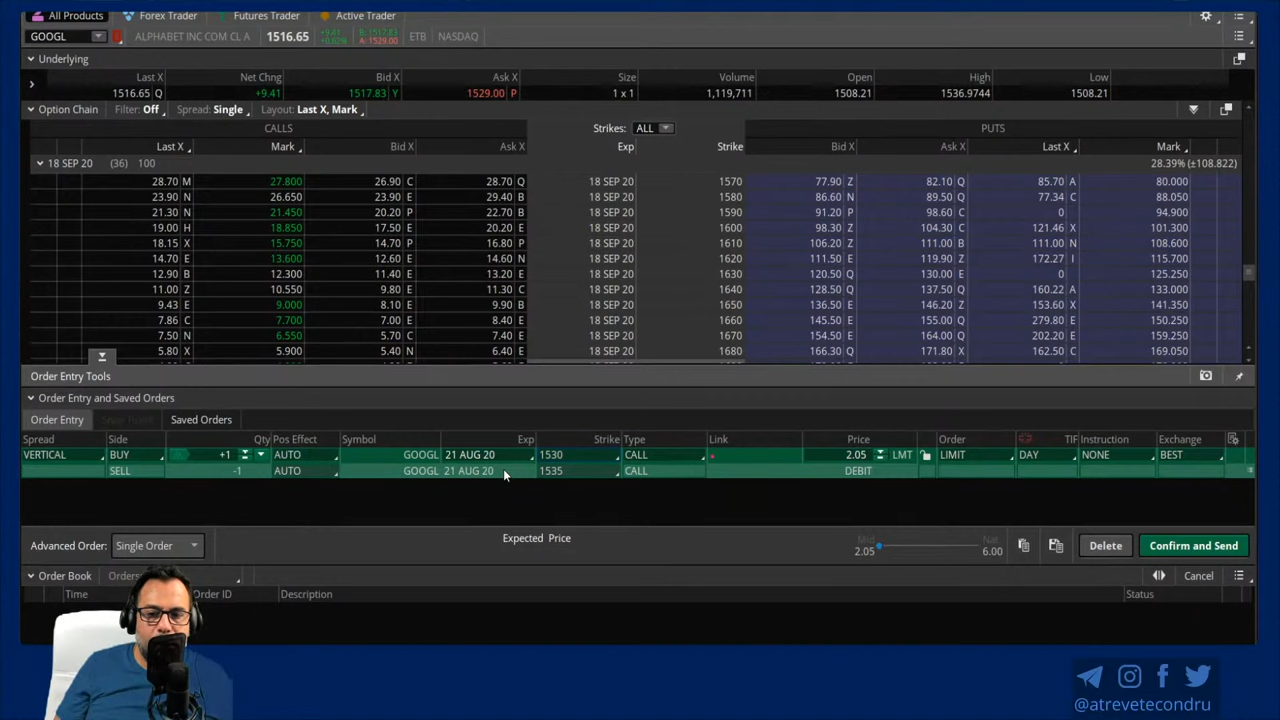 All Products Forex Trader Futures Trader Active Trader
GOOGL ALPHABET INC COM CL A 1516.65 +9.41 +0.62% B: 1517.83 A: 1529.00 ETB NASDAQ
Underlying
Last X Net Chng Bid X Ask X Size Volume Open High Low
1516.65 Q +9.41 1517.83 Y 1529.00 P 1 x 1 1,119,711 1508.21 1536.9744 1508.21
Option Chain Filter: Off Spread: Single Layout: Last X, Mark
CALLS Strikes: ALL PUTS
Last X Mark Bid X Ask X Exp Strike Bid X Ask X Last X Mark
18 SEP 20 (36) 100 28.39% (±108.822)
28.70 M 27.800 26.90 C 28.70 Q 18 SEP 20 1570 77.90 Z 82.10 Q 85.70 A 80.000
23.90 N 26.650 23.90 E 29.40 B 18 SEP 20 1580 86.60 N 89.50 Q 77.34 C 88.050
21.30 N 21.450 20.20 P 22.70 B 18 SEP 20 1590 91.20 P 98.60 C 0 94.900
19.00 H 18.850 17.50 E 20.20 E 18 SEP 20 1600 98.30 Z 104.30 C 121.46 X 101.300
18.15 X 15.750 14.70 P 16.80 P 18 SEP 20 1610 106.20 Z 111.00 B 111.00 N 108.600
14.70 E 13.600 12.60 E 14.60 N 18 SEP 20 1620 111.50 E 119.90 Z 172.27 I 115.700
12.90 B 12.300 11.40 E 13.20 E 18 SEP 20 1630 120.50 Q 130.00 E 0 125.250
11.00 Z 10.550 9.80 E 11.30 C 18 SEP 20 1640 128.50 Q 137.50 Q 160.22 A 133.000
9.43 E 9.000 8.10 E 9.90 B 18 SEP 20 1650 136.50 E 146.20 Z 153.60 X 141.350
7.86 C 7.700 7.00 E 8.40 E 18 SEP 20 1660 145.50 E 155.00 Q 279.80 E 150.250
7.50 N 6.550 5.70 C 7.40 E 18 SEP 20 1670 154.50 E 164.00 Q 202.20 E 159.250
5.80 X 5.900 5.40 N 6.40 E 18 SEP 20 1680 166.30 Q 171.80 X 162.50 C 169.050
Order Entry Tools
Order Entry and Saved Orders
Order Entry Saved Orders
Spread Side Qty Pos Effect Symbol Exp Strike Type Link Price Order TIF Instruction Exchange
VERTICAL BUY +1 AUTO GOOGL 21 AUG 20 1530 CALL 2.05 LMT LIMIT DAY NONE BEST
SELL -1 AUTO GOOGL 21 AUG 20 1535 CALL DEBIT
Expected Price
Advanced Order: Single Order Mid 2.05 Nat 6.00 Delete Confirm and Send
Order Book Orders Cancel
Time Order ID Description Status
@atrevetecondru